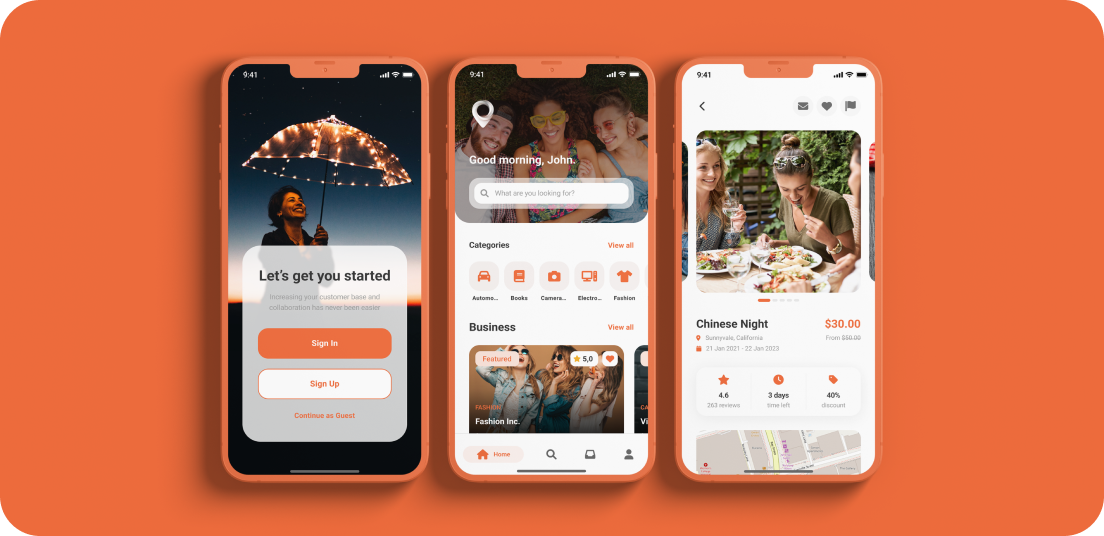 9:41
Let's get you started
Increasing your customer base and
collaboration has never been easier
Sign In
Sign Up
Continue as Guest
9:41
Good morning, John.
What are you looking for?
Categories
View all
Automo...
Books
Camera...
Electro...
Fashion
Business
View all
Featured
5,0
FASHION
Fashion Inc.
CA
Vi
Home
9:41
Chinese Night
$30.00
Sunnyvale, California
From $50.00
21 Jan 2021 - 22 Jan 2023
4.6
263 reviews
3 days
time left
40%
discount